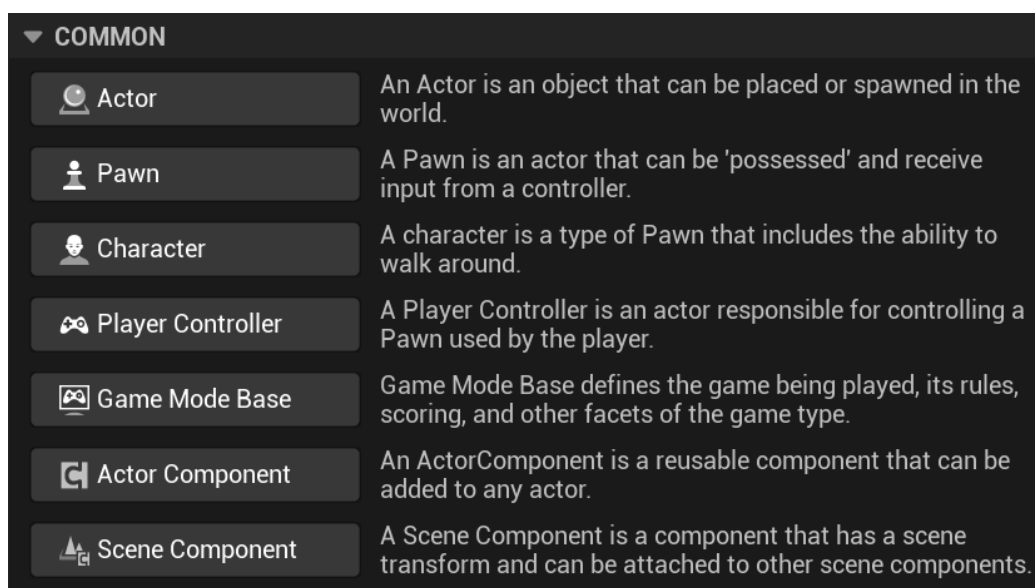 COMMON
Actor
An Actor is an object that can be placed or spawned in the
world.
Pawn
A Pawn is an actor that can be 'possessed' and receive
input from a controller.
Character
A character is a type of Pawn that includes the ability to
walk around.
Player Controller
A Player Controller is an actor responsible for controlling a
Pawn used by the player.
Game Mode Base
Game Mode Base defines the game being played, its rules,
scoring, and other facets of the game type.
Actor Component
An ActorComponent is a reusable component that can be
added to any actor.
Scene Component
A Scene Component is a component that has a scene
transform and can be attached to other scene components.